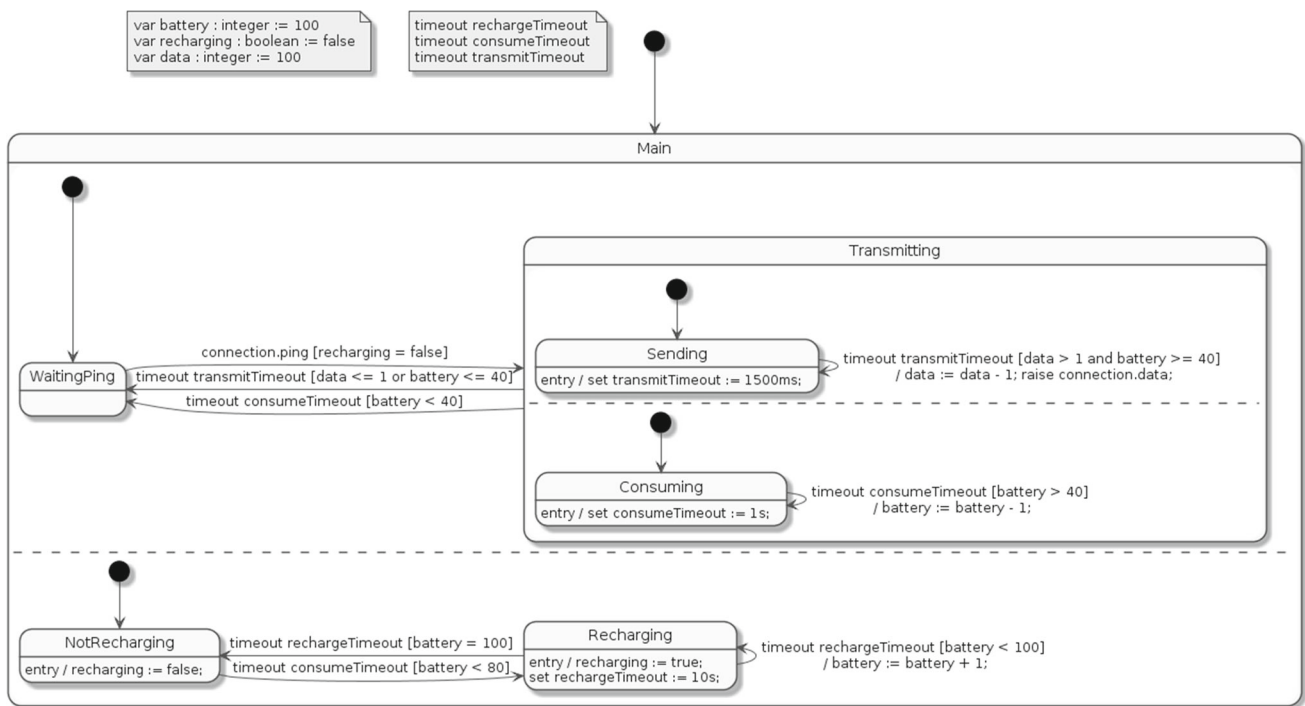 var battery : integer := 100
var recharging : boolean := false
var data : integer := 100
timeout rechargeTimeout
timeout consumeTimeout
timeout transmitTimeout
Main
Transmitting
WaitingPing
connection.ping [recharging = false]
timeout transmitTimeout [data <= 1 or battery <= 40]
timeout consumeTimeout [battery < 40]
Sending
entry / set transmitTimeout := 1500ms;
timeout transmitTimeout [data > 1 and battery >= 40]
/ data := data - 1; raise connection.data;
Consuming
entry / set consumeTimeout := 1s;
timeout consumeTimeout [battery > 40]
/ battery := battery - 1;
NotRecharging
entry / recharging := false;
timeout rechargeTimeout [battery = 100]
timeout consumeTimeout [battery < 80]
Recharging
entry / recharging := true;
set rechargeTimeout := 10s;
timeout rechargeTimeout [battery < 100]
/ battery := battery + 1;